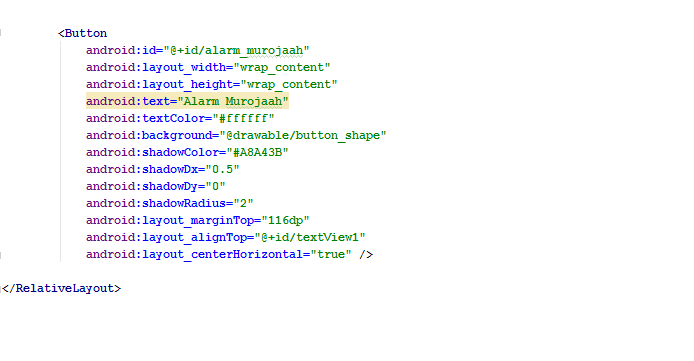 <Button
android:id="@+id/alarm_murojaah"
android:layout_width="wrap_content"
android:layout_height="wrap_content"
android:text="Alarm Murojaah"
android:textColor="#ffffff"
android:background="@drawable/button_shape"
android:shadowColor="#A8A43B"
android:shadowDx="0.5"
android:shadowDy="0"
android:shadowRadius="2"
android:layout_marginTop="116dp"
android:layout_alignTop="@+id/textView1"
android:layout_centerHorizontal="true" />
</RelativeLayout>